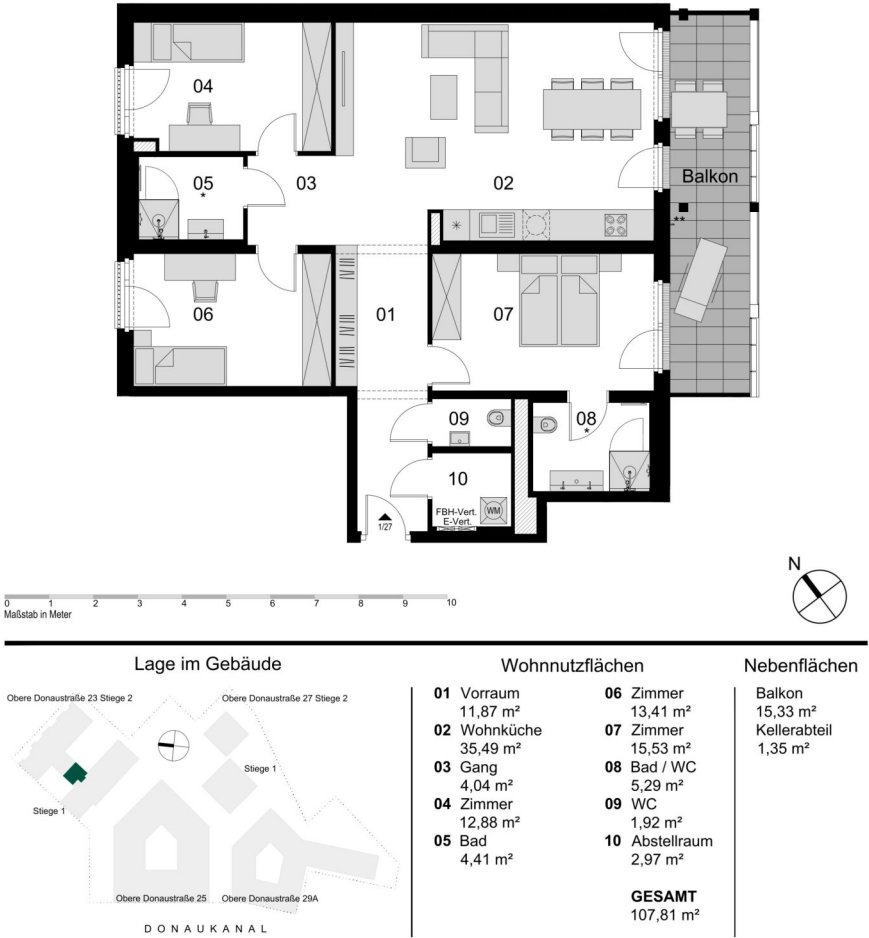 04
05
*
03
02
Balkon
**
06
01
07
09
08
*
10
FBH-Vert.
E-Vert.
WM
1/27
N
0 1 2 3 4 5 6 7 8 9 10
Maßstab in Meter
Lage im Gebäude
Obere Donaustraße 23 Stiege 2
Obere Donaustraße 27 Stiege 2
Stiege 1
Stiege 1
Obere Donaustraße 25
Obere Donaustraße 29A
DONAUKANAL
Wohnnutzflächen
01 Vorraum
11,87 m²
02 Wohnküche
35,49 m²
03 Gang
4,04 m²
04 Zimmer
12,88 m²
05 Bad
4,41 m²
06 Zimmer
13,41 m²
07 Zimmer
15,53 m²
08 Bad / WC
5,29 m²
09 WC
1,92 m²
10 Abstellraum
2,97 m²
GESAMT
107,81 m²
Nebenflächen
Balkon
15,33 m²
Kellerabteil
1,35 m²